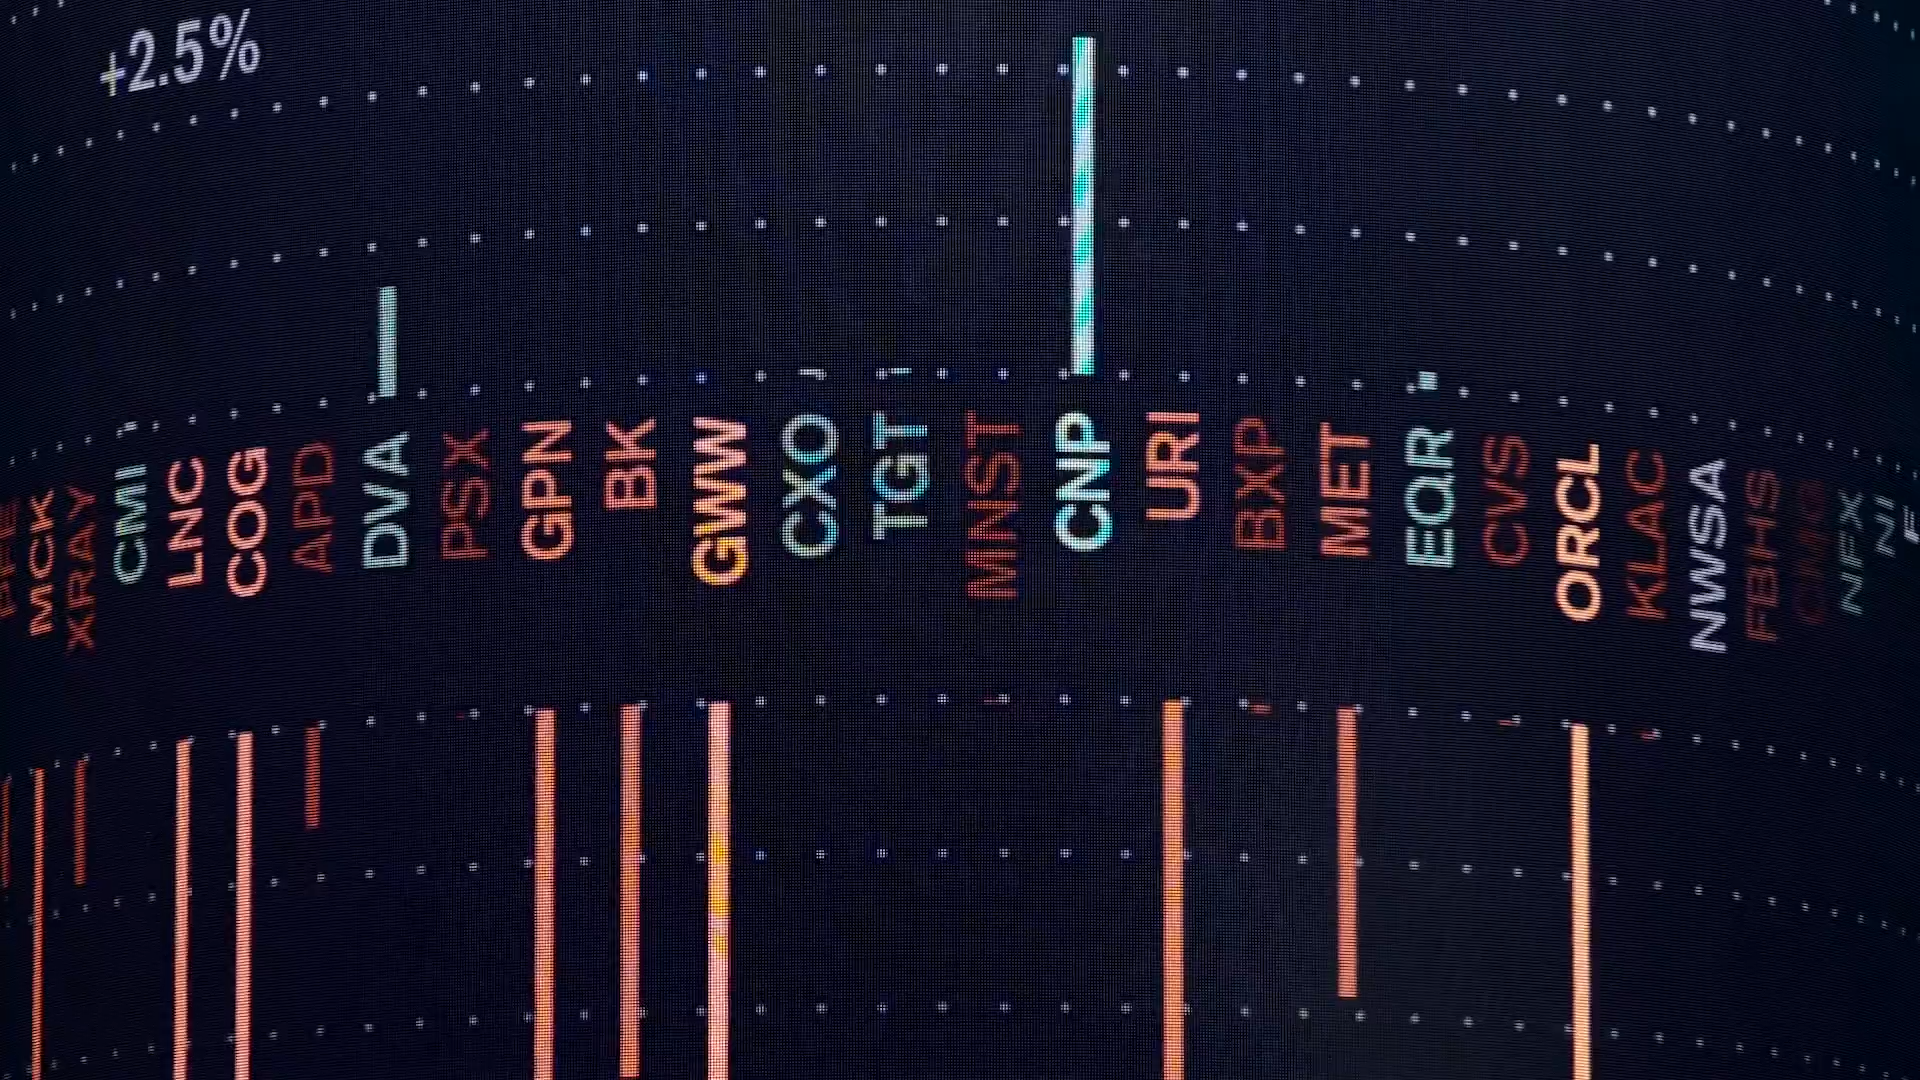 +2.5%
MCK
XRAY
CMI
LNC
COG
APD
DVA
PSX
GPN
BK
GWW
CXO
TGT
MNST
CNP
URI
BXP
MET
EQR
CVS
ORCL
KLAC
NWSA
FBHS
NFX
NI